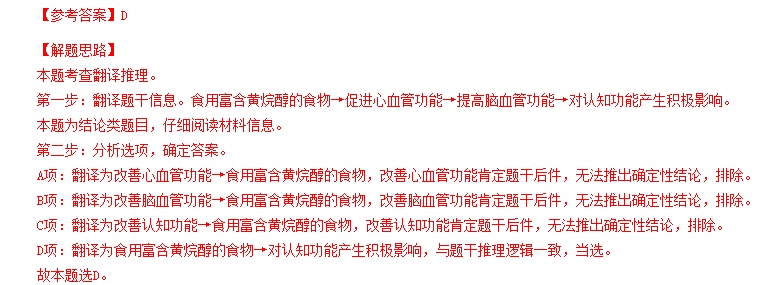 【参考答案】D
【解题思路】
本题考查翻译推理。
第一步：翻译题干信息。食用富含黄烷醇的食物→促进心血管功能→提高脑血管功能→对认知功能产生积极影响。
本题为结论类题目，仔细阅读材料信息。
第二步：分析选项，确定答案。
A项：翻译为改善心血管功能→食用富含黄烷醇的食物，改善心血管功能肯定题干后件，无法推出确定性结论，排除。
B项：翻译为改善脑血管功能→食用富含黄烷醇的食物，改善脑血管功能肯定题干后件，无法推出确定性结论，排除。
C项：翻译为改善认知功能→食用富含黄烷醇的食物，改善认知功能肯定题干后件，无法推出确定性结论，排除。
D项：翻译为食用富含黄烷醇的食物→对认知功能产生积极影响，与题干推理逻辑一致，当选。
故本题选D。